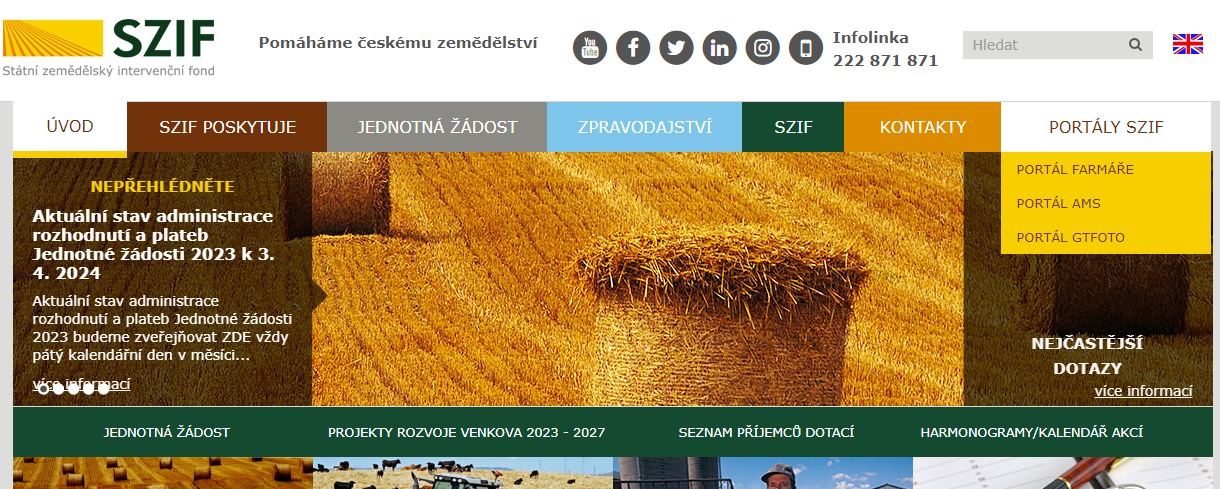 SZIF
Státní zemědělský intervenční fond
Pomáháme českému zemědělství
You
Tube
Infolinka
222 871 871
Hledat
ÚVOD
SZIF POSKYTUJE
JEDNOTNÁ ŽÁDOST
ZPRAVODAJSTVÍ
SZIF
KONTAKTY
PORTÁLY SZIF
PORTÁL FARMÁŘE
PORTÁL AMS
PORTÁL GTFOTO
NEPŘEHLÉDNĚTE
Aktuální stav administrace
rozhodnutí a plateb
Jednotné žádosti 2023 k 3.
4. 2024
Aktuální stav administrace
rozhodnutí a plateb Jednotné žádosti
2023 budeme zveřejňovat ZDE vždy
pátý kalendářní den v měsíci...
více informací
NEJČASTĚJŠÍ
DOTAZY
více informací
JEDNOTNÁ ŽÁDOST
PROJEKTY ROZVOJE VENKOVA 2023 - 2027
SEZNAM PŘÍJEMCŮ DOTACÍ
HARMONOGRAMY/KALENDÁŘ AKCÍ